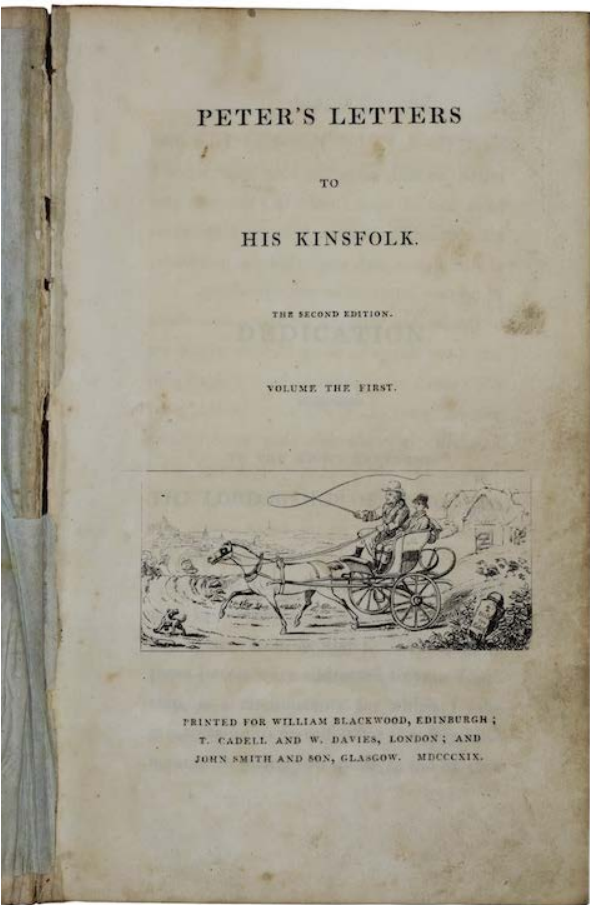 PETER'S LETTERS
TO
HIS KINSFOLK.
THE SECOND EDITION.
DEDICATION
VOLUME THE FIRST.
PRINTED FOR WILLIAM BLACKWOOD, EDINBURGH;
T. CADELL AND W. DAVIES, LONDON; AND
JOHN SMITH AND SON, GLASGOW. MDCCCXIX.